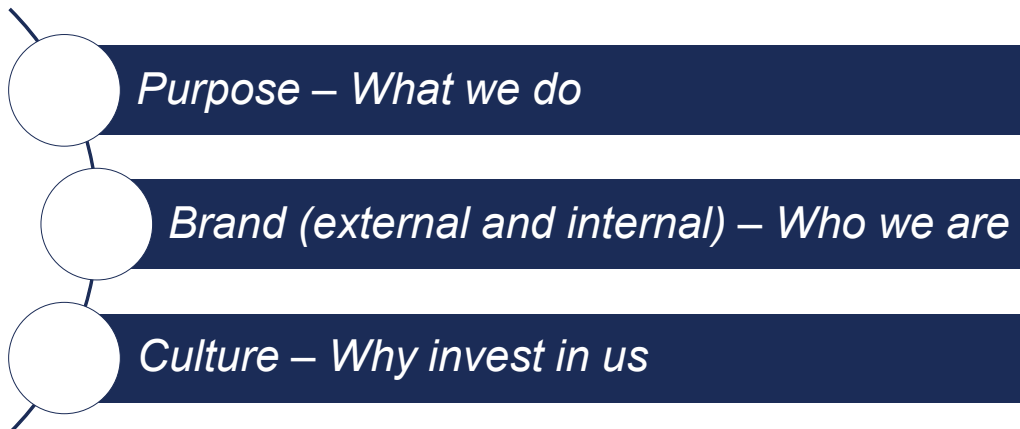 Purpose – What we do
Brand (external and internal) – Who we are
Culture – Why invest in us